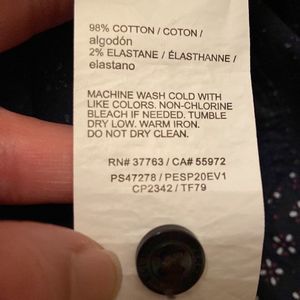 98% COTTON / COTON /
algodón
2% ELASTANE / ÉLASTHANNE /
elastano
MACHINE WASH COLD WITH
LIKE COLORS. NON-CHLORINE
BLEACH IF NEEDED. TUMBLE
DRY LOW. WARM IRON.
DO NOT DRY CLEAN.
RN# 37763 / CA# 55972
PS47278 / PESP20EV1
CP2342 / TF79